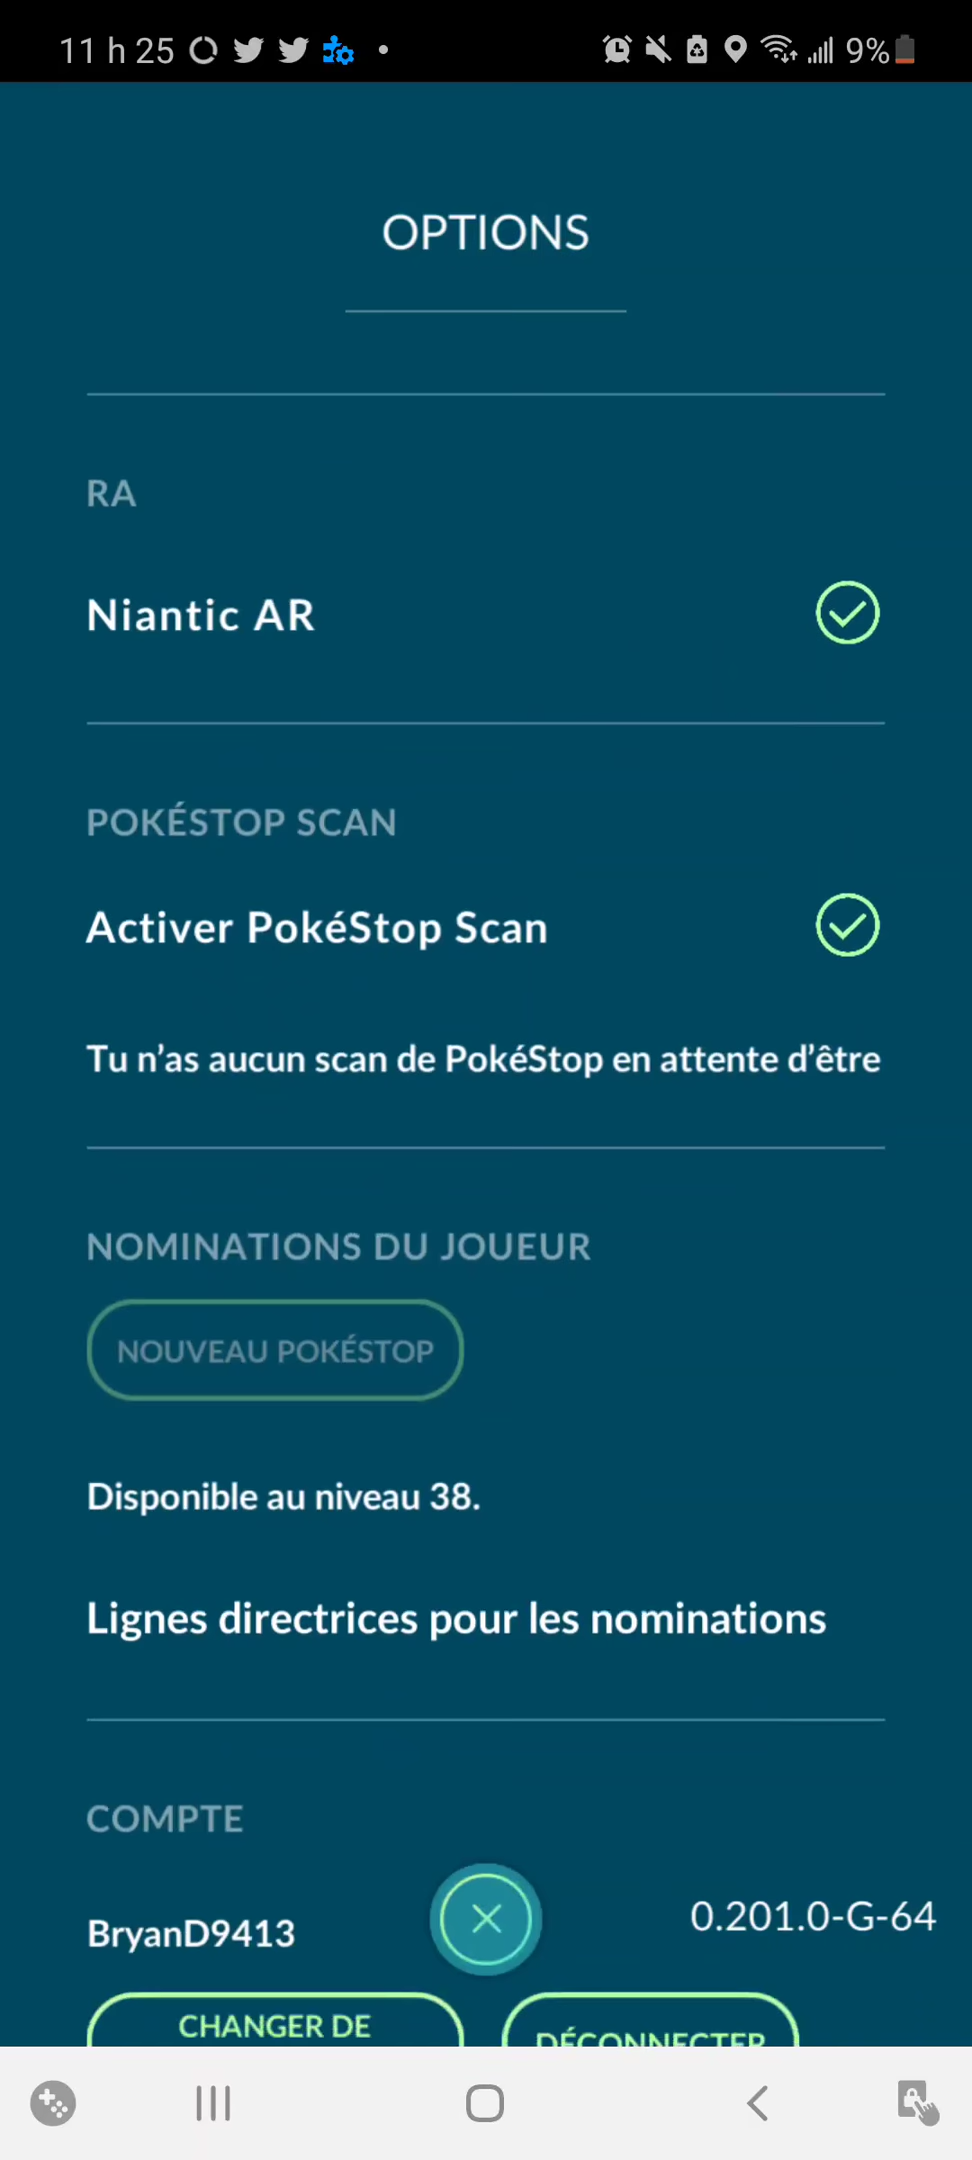 11 h 25
9%
OPTIONS
RA
Niantic AR
POKÉSTOP SCAN
Activer PokéStop Scan
Tu n’as aucun scan de PokéStop en attente d’être
NOMINATIONS DU JOUEUR
NOUVEAU POKÉSTOP
Disponible au niveau 38.
Lignes directrices pour les nominations
COMPTE
BryanD9413
0.201.0-G-64
CHANGER DE
DÉCONNECTER